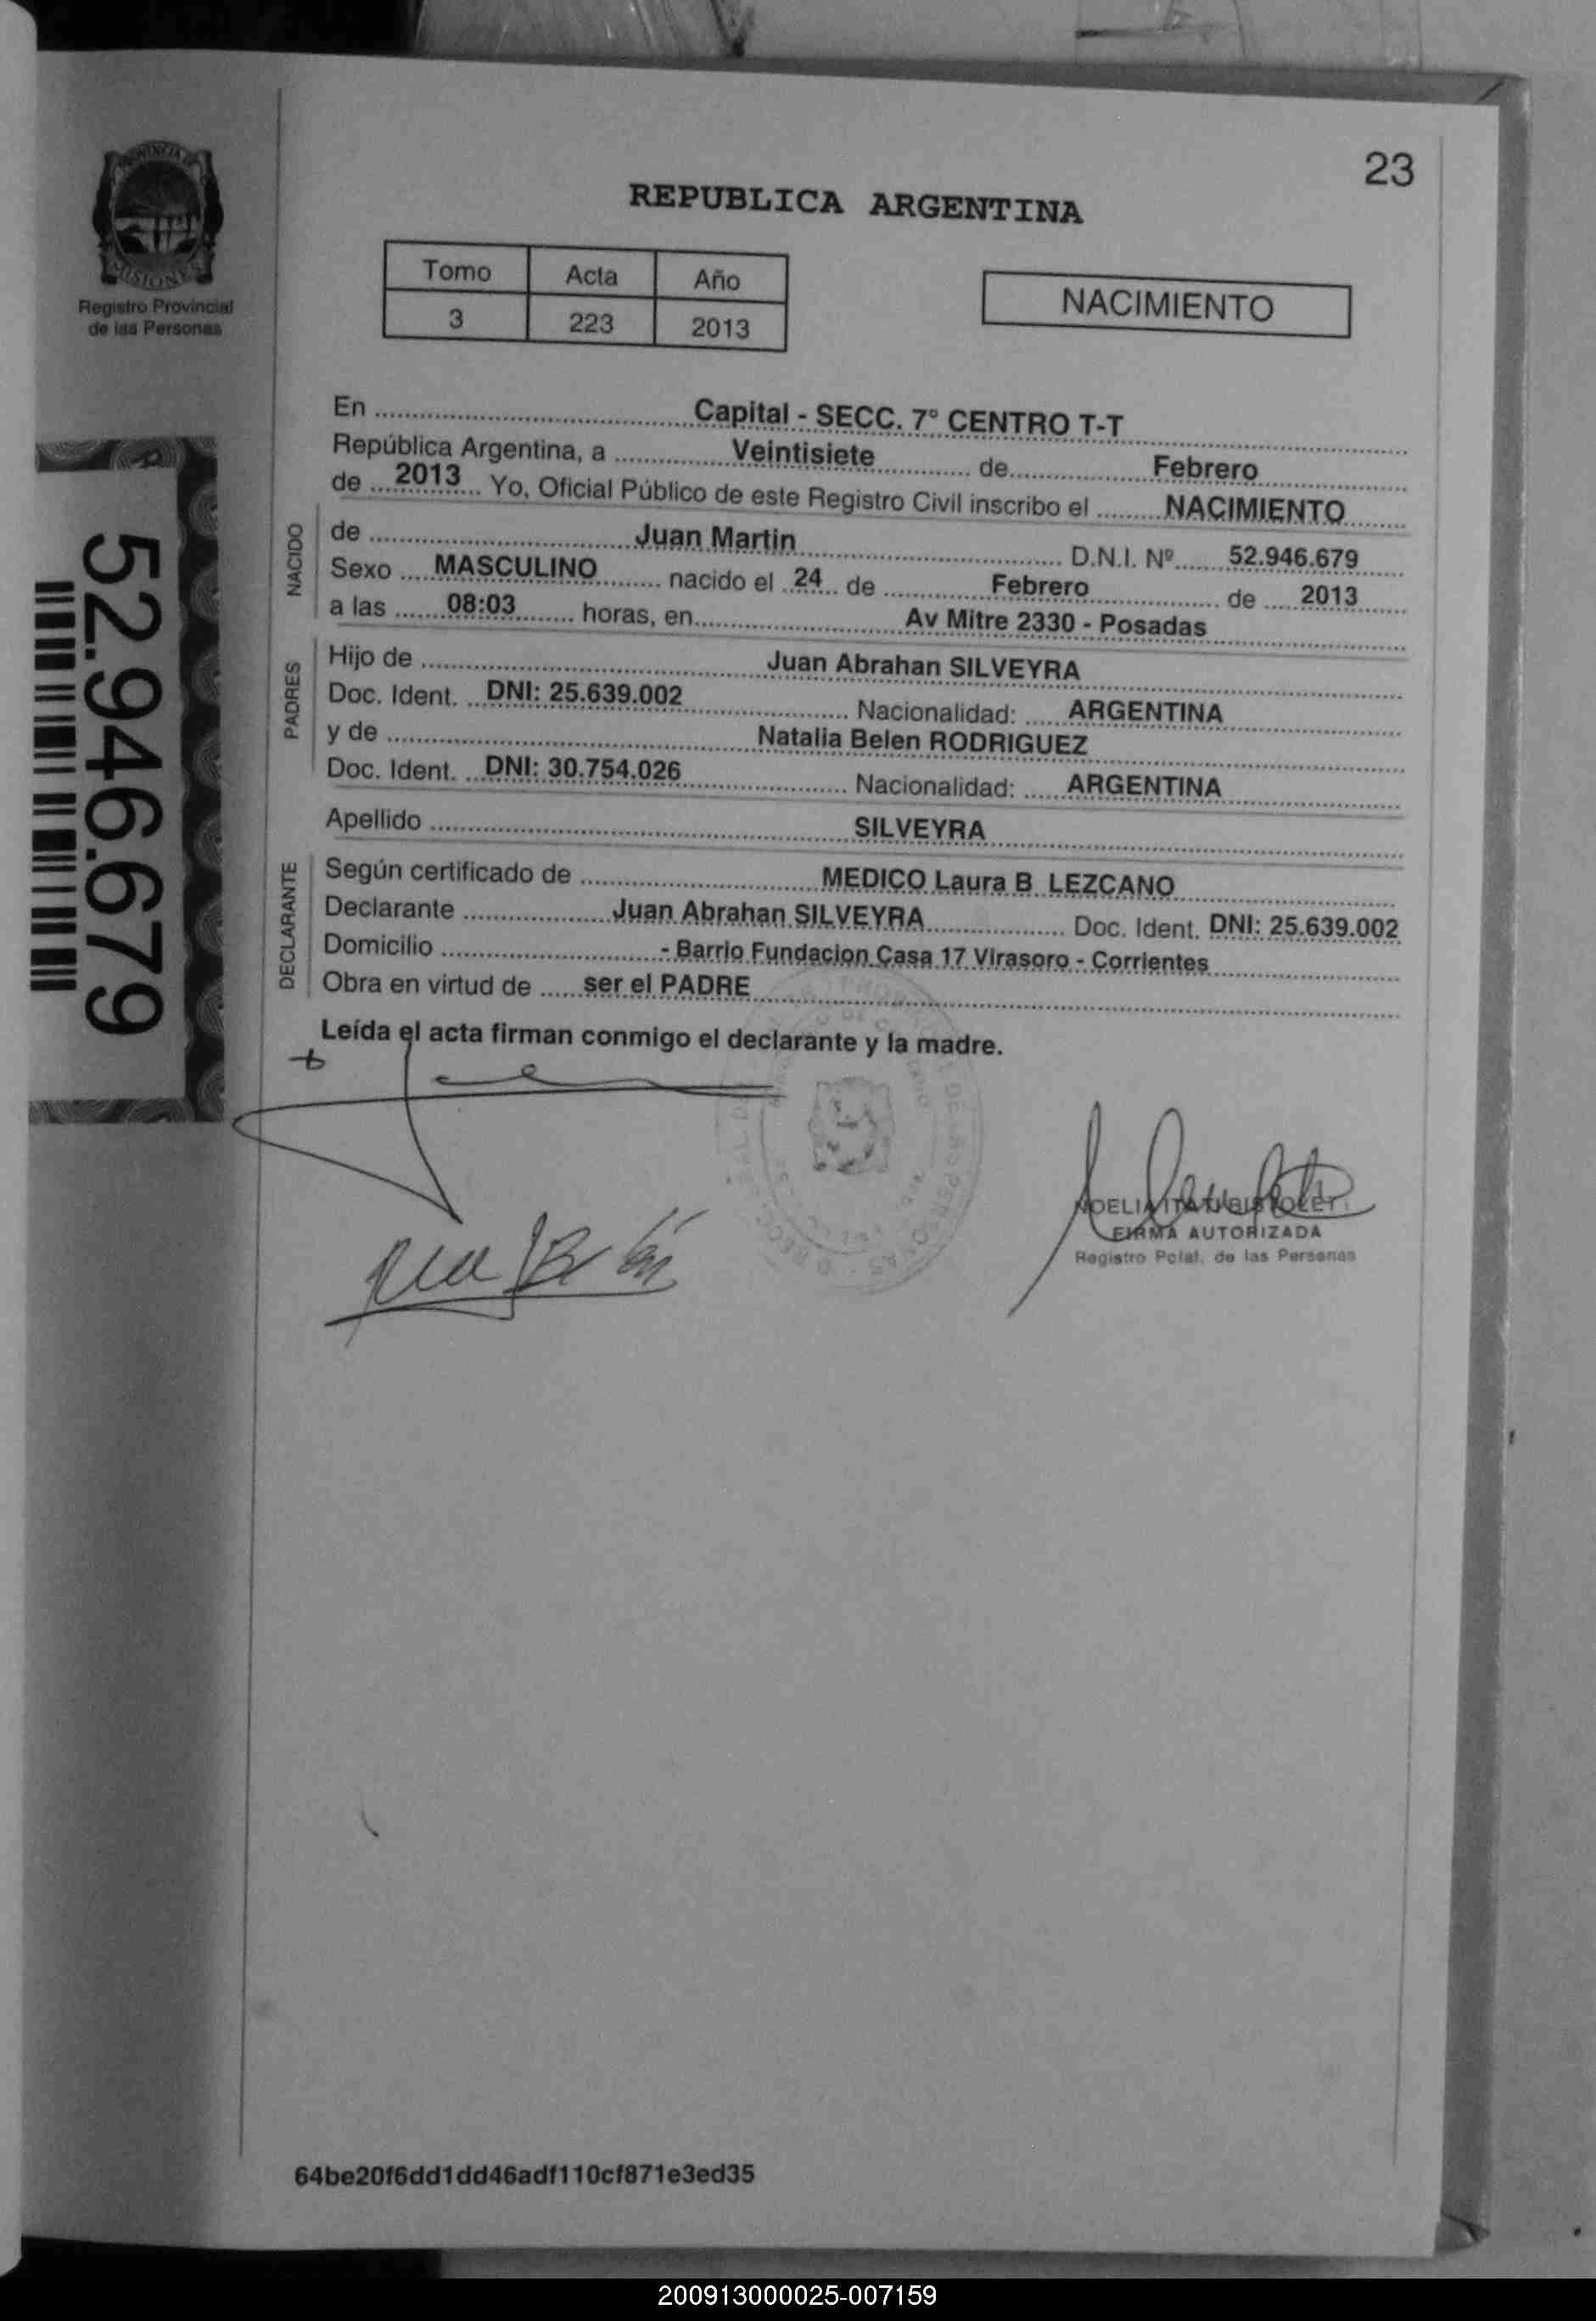 PROVINCIA DE
MISIONES
Registro Provincial
de las Personas
52.946.679
23
REPUBLICA ARGENTINA
Tomo Acta Año
3 223 2013
NACIMIENTO
En Capital - SECC. 7° CENTRO T-T
República Argentina, a Veintisiete de Febrero
de 2013 Yo, Oficial Público de este Registro Civil inscribo el NACIMIENTO
NACIDO
de Juan Martin D.N.I. Nº 52.946.679
Sexo MASCULINO nacido el 24 de Febrero de 2013
a las 08:03 horas, en Av Mitre 2330 - Posadas
PADRES
Hijo de Juan Abrahan SILVEYRA
Doc. Ident. DNI: 25.639.002 Nacionalidad: ARGENTINA
y de Natalia Belen RODRIGUEZ
Doc. Ident. DNI: 30.754.026 Nacionalidad: ARGENTINA
Apellido SILVEYRA
DECLARANTE
Según certificado de MEDICO Laura B. LEZCANO
Declarante Juan Abrahan SILVEYRA Doc. Ident. DNI: 25.639.002
Domicilio - Barrio Fundacion Casa 17 Virasoro - Corrientes
Obra en virtud de ser el PADRE
Leída el acta firman conmigo el declarante y la madre.
FIRMA AUTORIZADA
Registro Pcial. de las Personas
64be20f6dd1dd46adf110cf871e3ed35
200913000025-007159